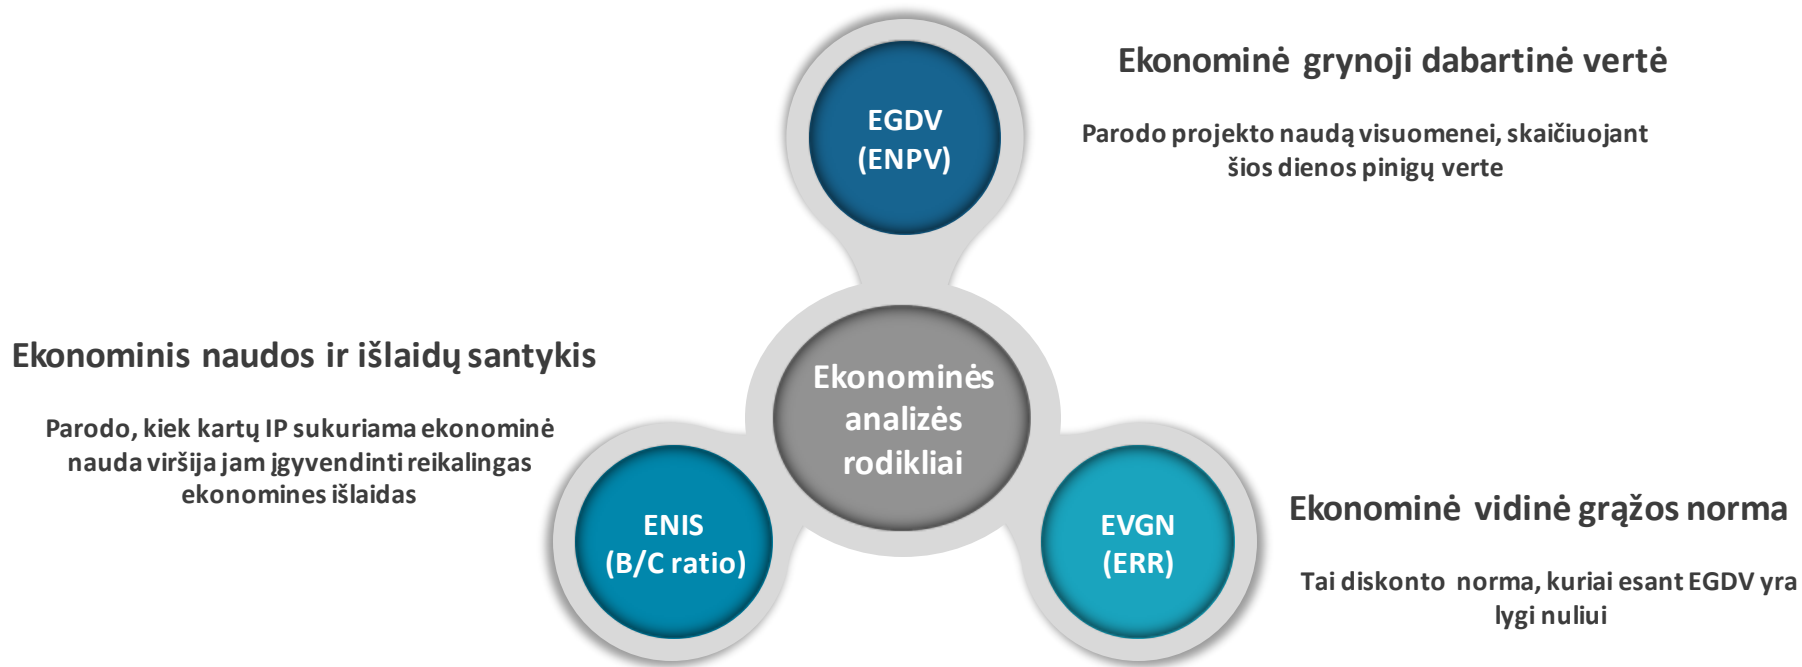 Ekonominė grynoji dabartinė vertė
Parodo projekto naudą visuomenei, skaičiuojant
šios dienos pinigų verte
EGDV
(ENPV)
Ekonominis naudos ir išlaidų santykis
Parodo, kiek kartų IP sukuriama ekonominė
nauda viršija jam įgyvendinti reikalingas
ekonomines išlaidas
Ekonominės
analizės
rodikliai
ENIS
(B/C ratio)
EVGN
(ERR)
Ekonominė vidinė grąžos norma
Tai diskonto norma, kuriai esant EGDV yra
lygi nuliui